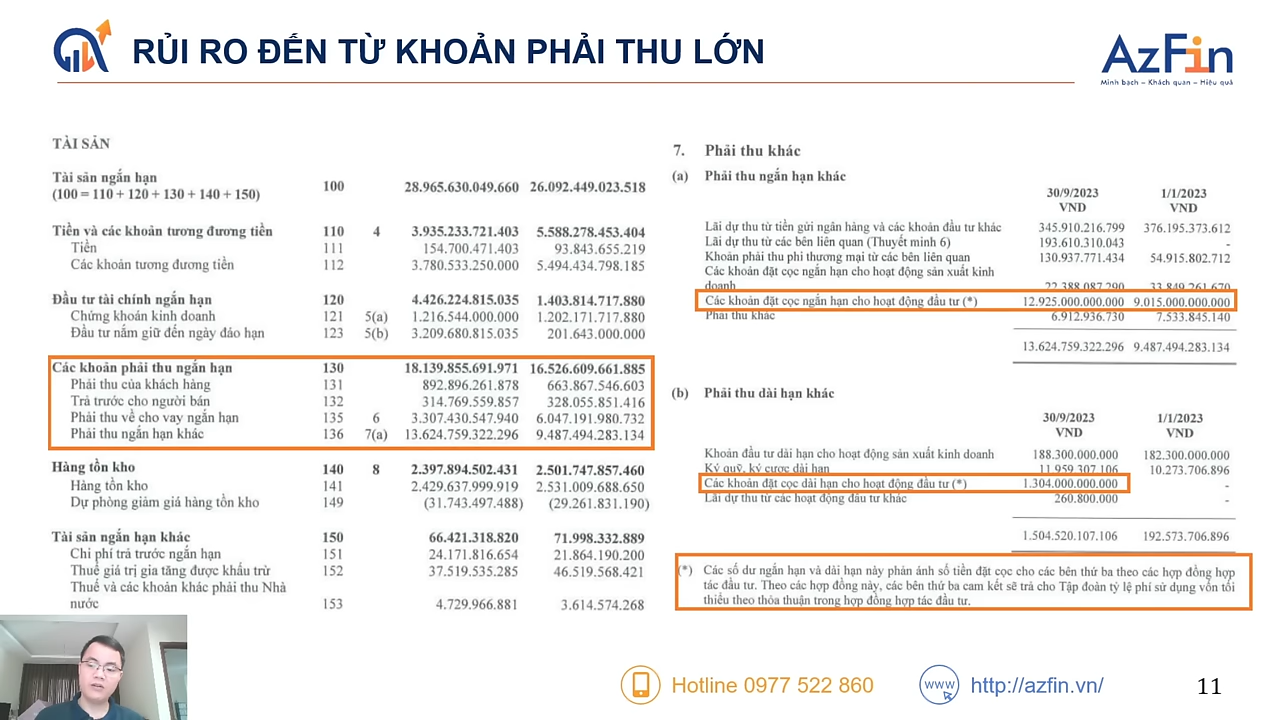 RỦI RO ĐẾN TỪ KHOẢN PHẢI THU LỚN
AzFin
Minh bạch – Khách quan – Hiệu quả
TÀI SẢN
Tài sản ngắn hạn
(100 = 110 + 120 + 130 + 140 + 150) 100 28.965.630.049.660 26.092.449.023.518
Tiền và các khoản tương đương tiền 110 4 3.935.233.721.403 5.588.278.453.404
Tiền 111 154.700.471.403 93.843.655.219
Các khoản tương đương tiền 112 3.780.533.250.000 5.494.434.798.185
Đầu tư tài chính ngắn hạn 120 4.426.224.815.035 1.403.814.717.880
Chứng khoán kinh doanh 121 5(a) 1.216.544.000.000 1.202.171.717.880
Đầu tư nắm giữ đến ngày đáo hạn 123 5(b) 3.209.680.815.035 201.643.000.000
Các khoản phải thu ngắn hạn 130 18.139.855.691.971 16.526.609.661.885
Phải thu của khách hàng 131 892.896.261.878 663.867.546.603
Trả trước cho người bán 132 314.769.559.857 328.055.851.416
Phải thu về cho vay ngắn hạn 135 6 3.307.430.547.940 6.047.191.980.732
Phải thu ngắn hạn khác 136 7(a) 13.624.759.322.296 9.487.494.283.134
Hàng tồn kho 140 8 2.397.894.502.431 2.501.747.857.460
Hàng tồn kho 141 2.429.637.999.919 2.531.009.688.650
Dự phòng giảm giá hàng tồn kho 149 (31.743.497.488) (29.261.831.190)
Tài sản ngắn hạn khác 150 66.421.318.820 71.998.332.889
Chi phí trả trước ngắn hạn 151 24.171.816.654 21.864.190.200
Thuế giá trị gia tăng được khấu trừ 152 37.519.535.285 46.519.568.421
Thuế và các khoản khác phải thu Nhà
nước 153 4.729.966.881 3.614.574.268
7. Phải thu khác
(a) Phải thu ngắn hạn khác
30/9/2023 1/1/2023
VND VND
Lãi dự thu từ tiền gửi ngân hàng và các khoản đầu tư khác 345.910.216.799 376.195.373.612
Lãi dự thu từ các bên liên quan (Thuyết minh 6) 193.610.310.043 -
Khoản phải thu phi thương mại từ các bên liên quan 130.937.771.434 54.915.802.712
Các khoản đặt cọc ngắn hạn cho hoạt động sản xuất kinh
doanh 22.388.087.290 33.849.261.670
Các khoản đặt cọc ngắn hạn cho hoạt động đầu tư (*) 12.925.000.000.000 9.015.000.000.000
Phải thu khác 6.912.936.730 7.533.845.140
13.624.759.322.296 9.487.494.283.134
(b) Phải thu dài hạn khác
30/9/2023 1/1/2023
VND VND
Khoản đầu tư dài hạn cho hoạt động sản xuất kinh doanh 188.300.000.000 182.300.000.000
Ký quỹ, ký cược dài hạn 11.959.307.106 10.273.706.896
Các khoản đặt cọc dài hạn cho hoạt động đầu tư (*) 1.304.000.000.000 -
Lãi dự thu từ các hoạt động đầu tư khác 260.800.000 -
1.504.520.107.106 192.573.706.896
(*) Các số dư ngắn hạn và dài hạn này phản ánh số tiền đặt cọc cho các bên thứ ba theo các hợp đồng hợp
tác đầu tư. Theo các hợp đồng này, các bên thứ ba cam kết sẽ trả cho Tập đoàn tỷ lệ phí sử dụng vốn tối
thiểu theo thỏa thuận trong hợp đồng hợp tác đầu tư.
Hotline 0977 522 860
www
http://azfin.vn/
11